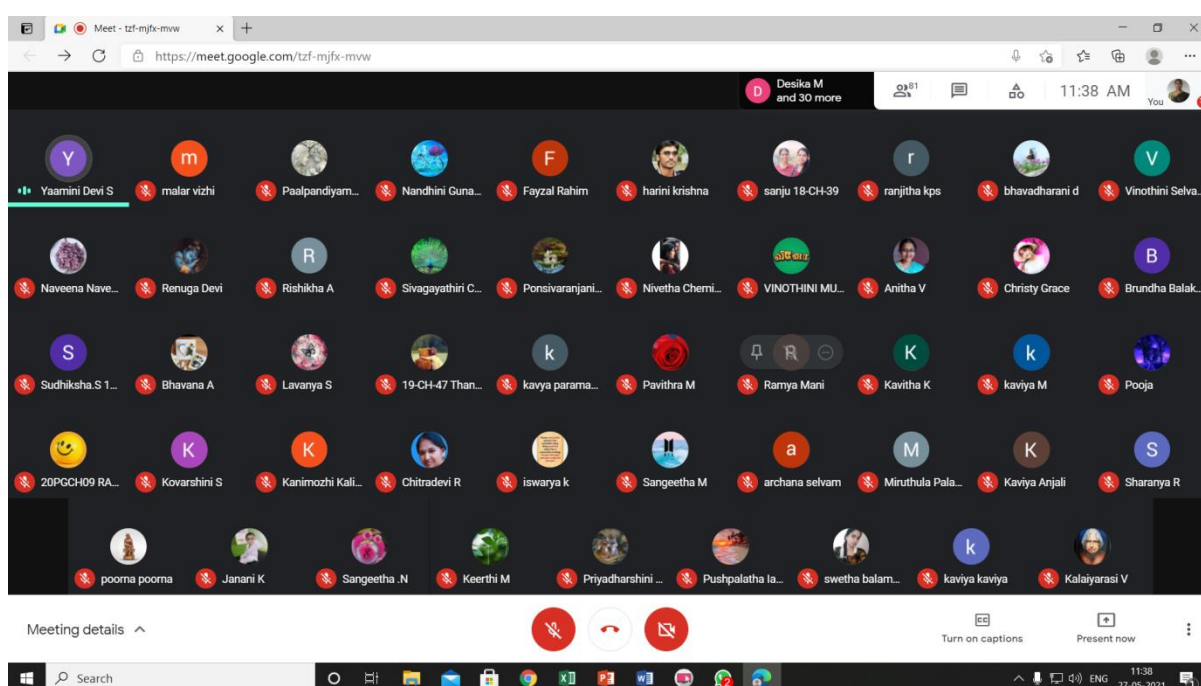 Meet - tzf-mjfx-mvw
https://meet.google.com/tzf-mjfx-mvw
D Desika M
and 30 more
81
11:38 AM
You
Y m F r V
Yaamini Devi S malar vizhi Paalpandiyam... Nandhini Guna... Fayzal Rahim harini krishna sanju 18-CH-39 ranjitha kps bhavadharani d Vinothini Selva..
R வினோ B
Naveena Nave... Renuga Devi Rishikha A Sivagayathiri C... Ponsivaranjani... Nivetha Chemi... VINOTHINI MU... Anitha V Christy Grace Brundha Balak..
S k R K k
Sudhiksha.S 1... Bhavana A Lavanya S 19-CH-47 Than... kavya parama... Pavithra M Ramya Mani Kavitha K kaviya M Pooja
K K a M K S
20PGCH09 RA... Kovarshini S Kanimozhi Kali... Chitradevi R iswarya k Sangeetha M archana selvam Miruthula Pala... Kaviya Anjali Sharanya R
k
poorna poorna Janani K Sangeetha .N Keerthi M Priyadharshini ... Pushpalatha la... swetha balam... kaviya kaviya Kalaiyarasi V
Meeting details
CC
Turn on captions Present now
Search
ENG
11:38
27-05-2021